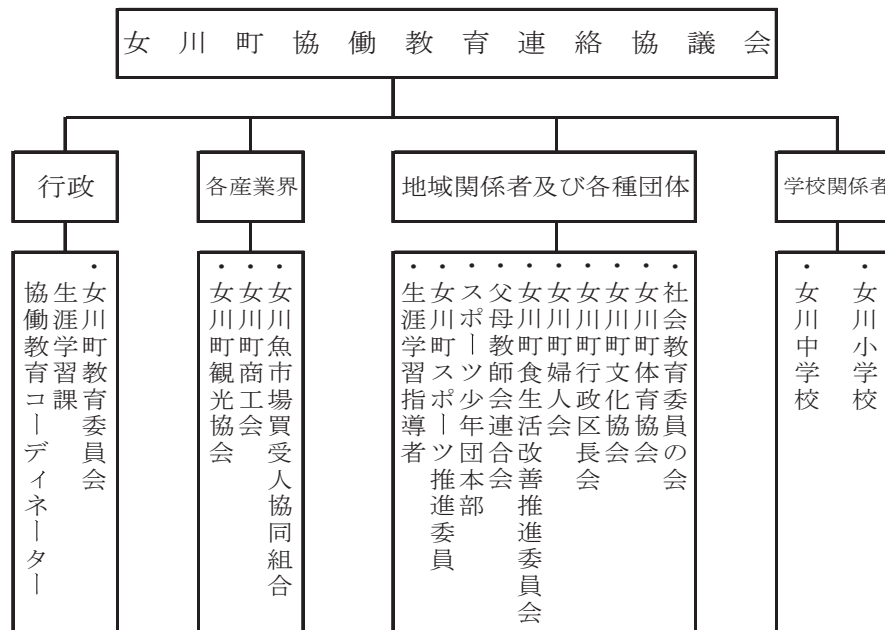 女川町協働教育連絡協議会
行政
各産業界
地域関係者及び各種団体
学校関係者
・女川町教育委員会
生涯学習課
協働教育コーディネーター
・女川魚市場買受人協同組合
・女川町商工会
・女川町観光協会
・社会教育委員の会
・女川町体育協会
・女川町文化協会
・女川町行政区長会
・女川町婦人会
・女川町食生活改善推進委員会
・父母教師会連合会
・スポーツ少年団本部
・女川町スポーツ推進委員
・生涯学習指導者
・女川小学校
・女川中学校